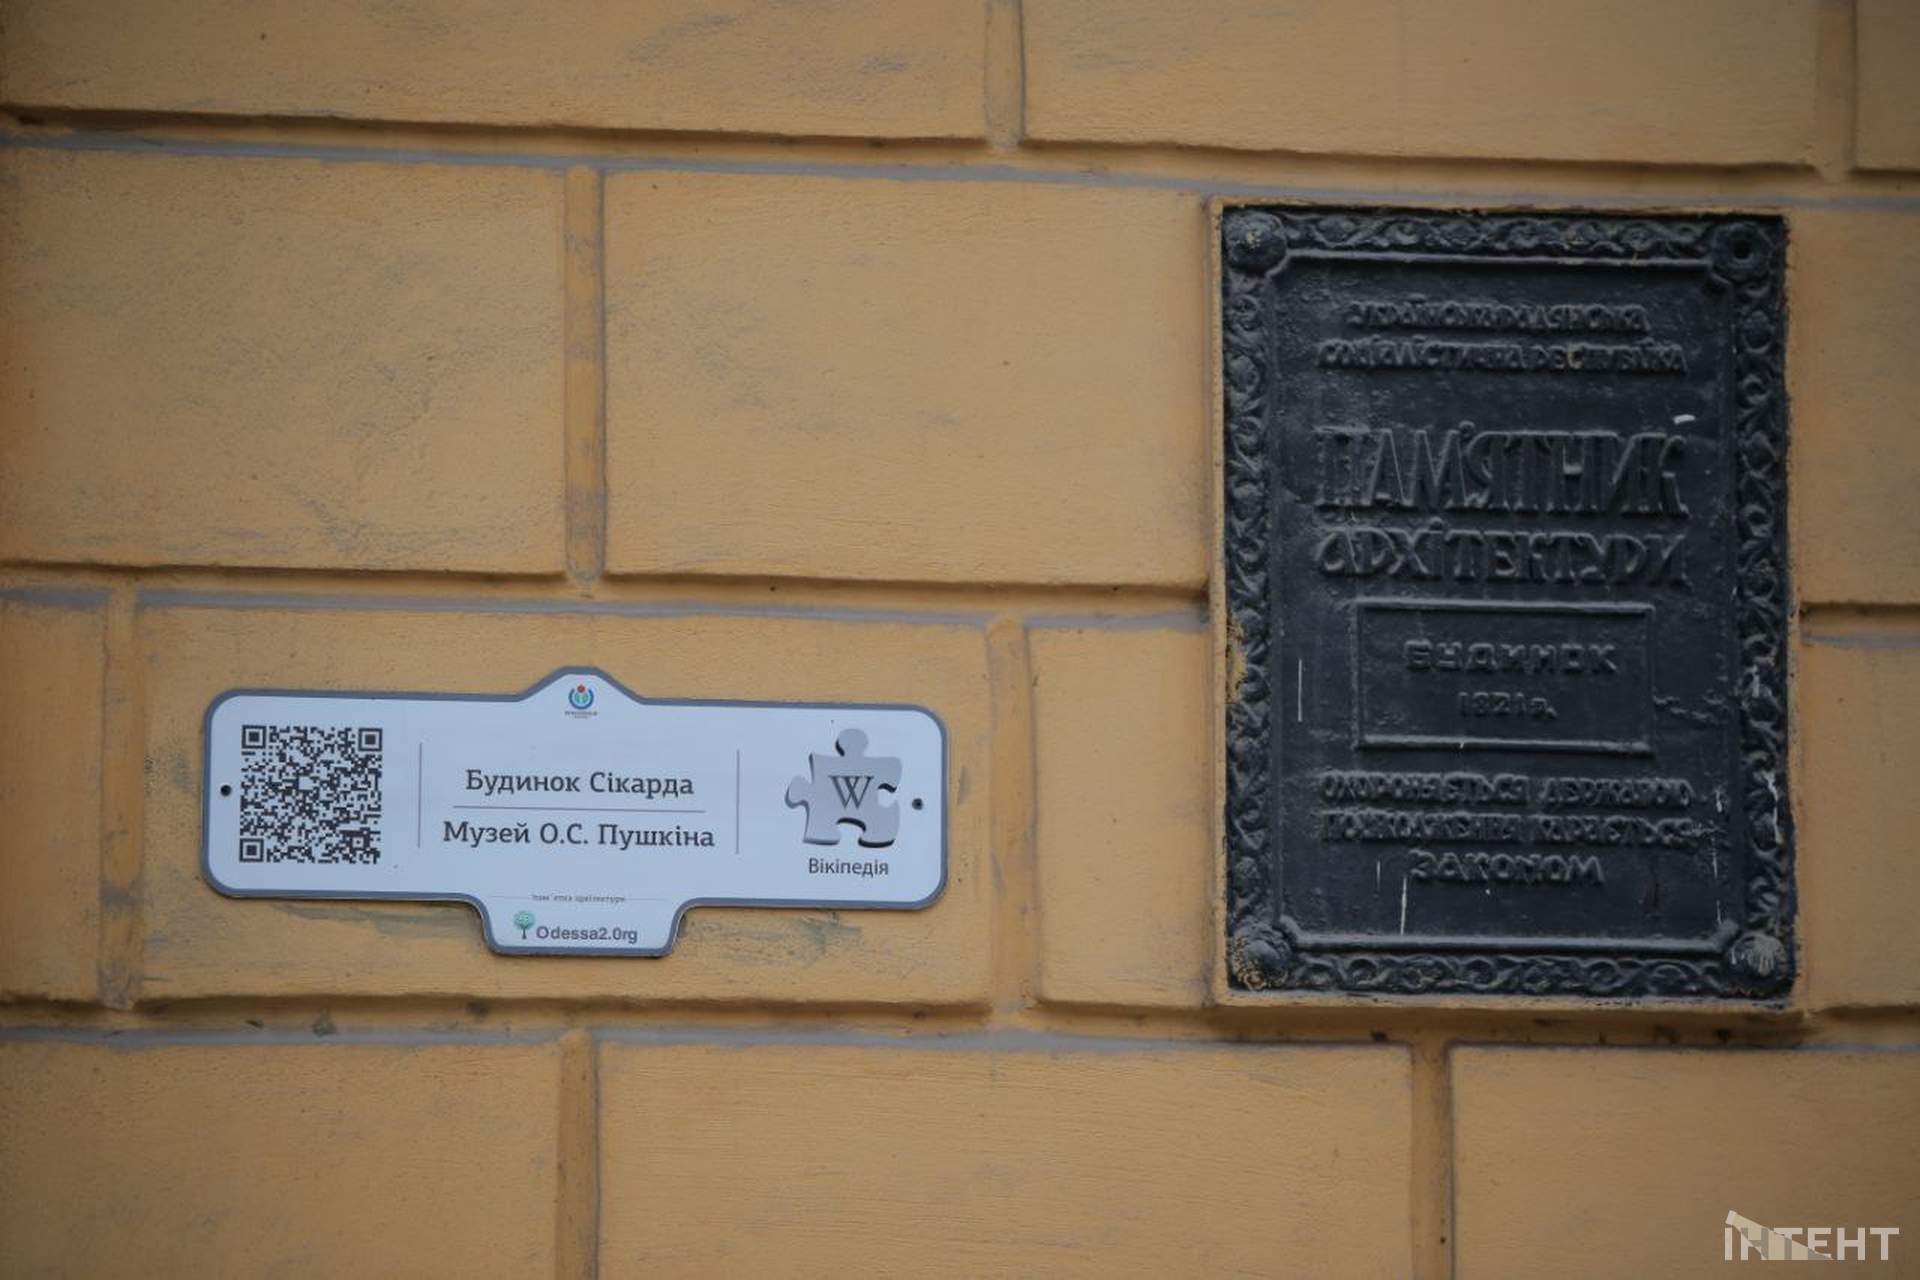 Будинок Сікарда
Музей О.С. Пушкіна
W
Вікіпедія
Odessa2.0rg
УКРАЇНСЬКА РАДЯНСЬКА
СОЦІАЛІСТИЧНА РЕСПУБЛІКА
ПАМ'ЯТНИК
АРХІТЕКТУРИ
БУДИНОК
1821 р.
ОХОРОНЯЄТЬСЯ ДЕРЖАВОЮ
ПОШКОДЖЕННЯ КАРАЄТЬСЯ
ЗАКОНОМ
ІНТЕНТ